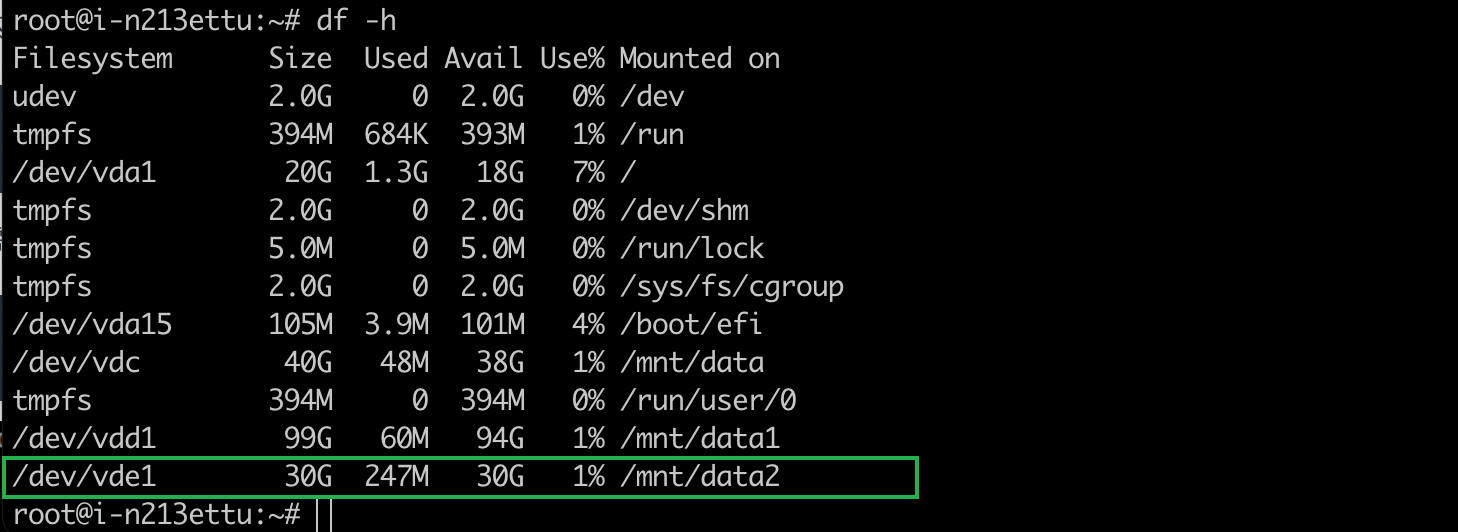 root@i-n213ettu:~# df -h
Filesystem      Size  Used Avail Use% Mounted on
udev            2.0G     0  2.0G   0% /dev
tmpfs           394M  684K  393M   1% /run
/dev/vda1        20G  1.3G   18G   7% /
tmpfs           2.0G     0  2.0G   0% /dev/shm
tmpfs           5.0M     0  5.0M   0% /run/lock
tmpfs           2.0G     0  2.0G   0% /sys/fs/cgroup
/dev/vda15      105M  3.9M  101M   4% /boot/efi
/dev/vdc         40G   48M   38G   1% /mnt/data
tmpfs           394M     0  394M   0% /run/user/0
/dev/vdd1        99G   60M   94G   1% /mnt/data1
/dev/vde1        30G  247M   30G   1% /mnt/data2
root@i-n213ettu:~#